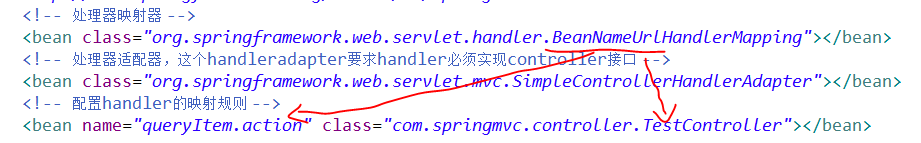 <!-- 处理器映射器 -->
<bean class="org.springframework.web.servlet.handler.BeanNameUrlHandlerMapping"></bean>
<!-- 处理器适配器，这个handleradapter要求handler必须实现controller接口 -->
<bean class="org.springframework.web.servlet.mvc.SimpleControllerHandlerAdapter"></bean>
<!-- 配置handler的映射规则 -->
<bean name="queryItem.action" class="com.springmvc.controller.TestController"></bean>